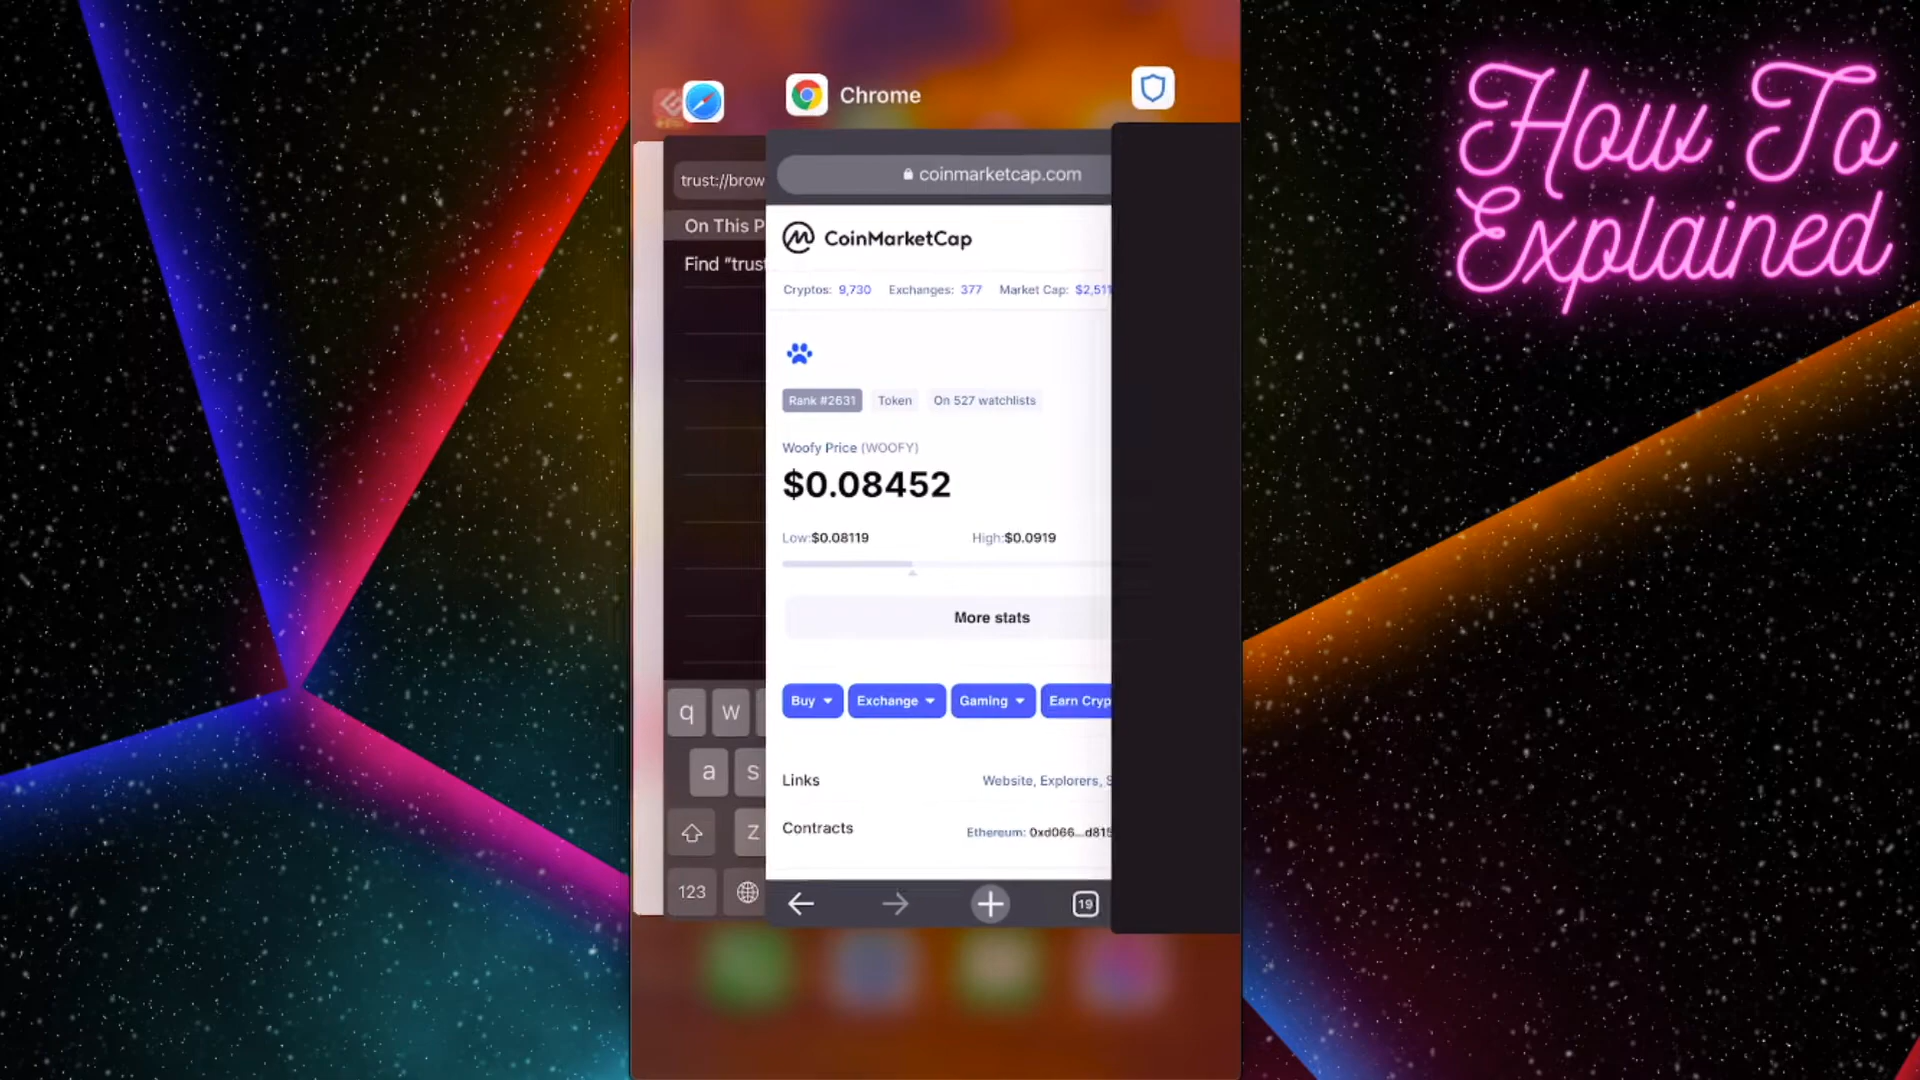 How To
Explained
Chrome
trust://brow
coinmarketcap.com
On This P
Find "trust
CoinMarketCap
Cryptos: 9,730 Exchanges: 377 Market Cap: $2,511
Rank #2631 Token On 527 watchlists
Woofy Price (WOOFY)
$0.08452
Low:$0.08119 High:$0.0919
More stats
Buy Exchange Gaming Earn Cryp
Links Website, Explorers, S
Contracts Ethereum: 0xd066...d815
q w
a s
z
123
19